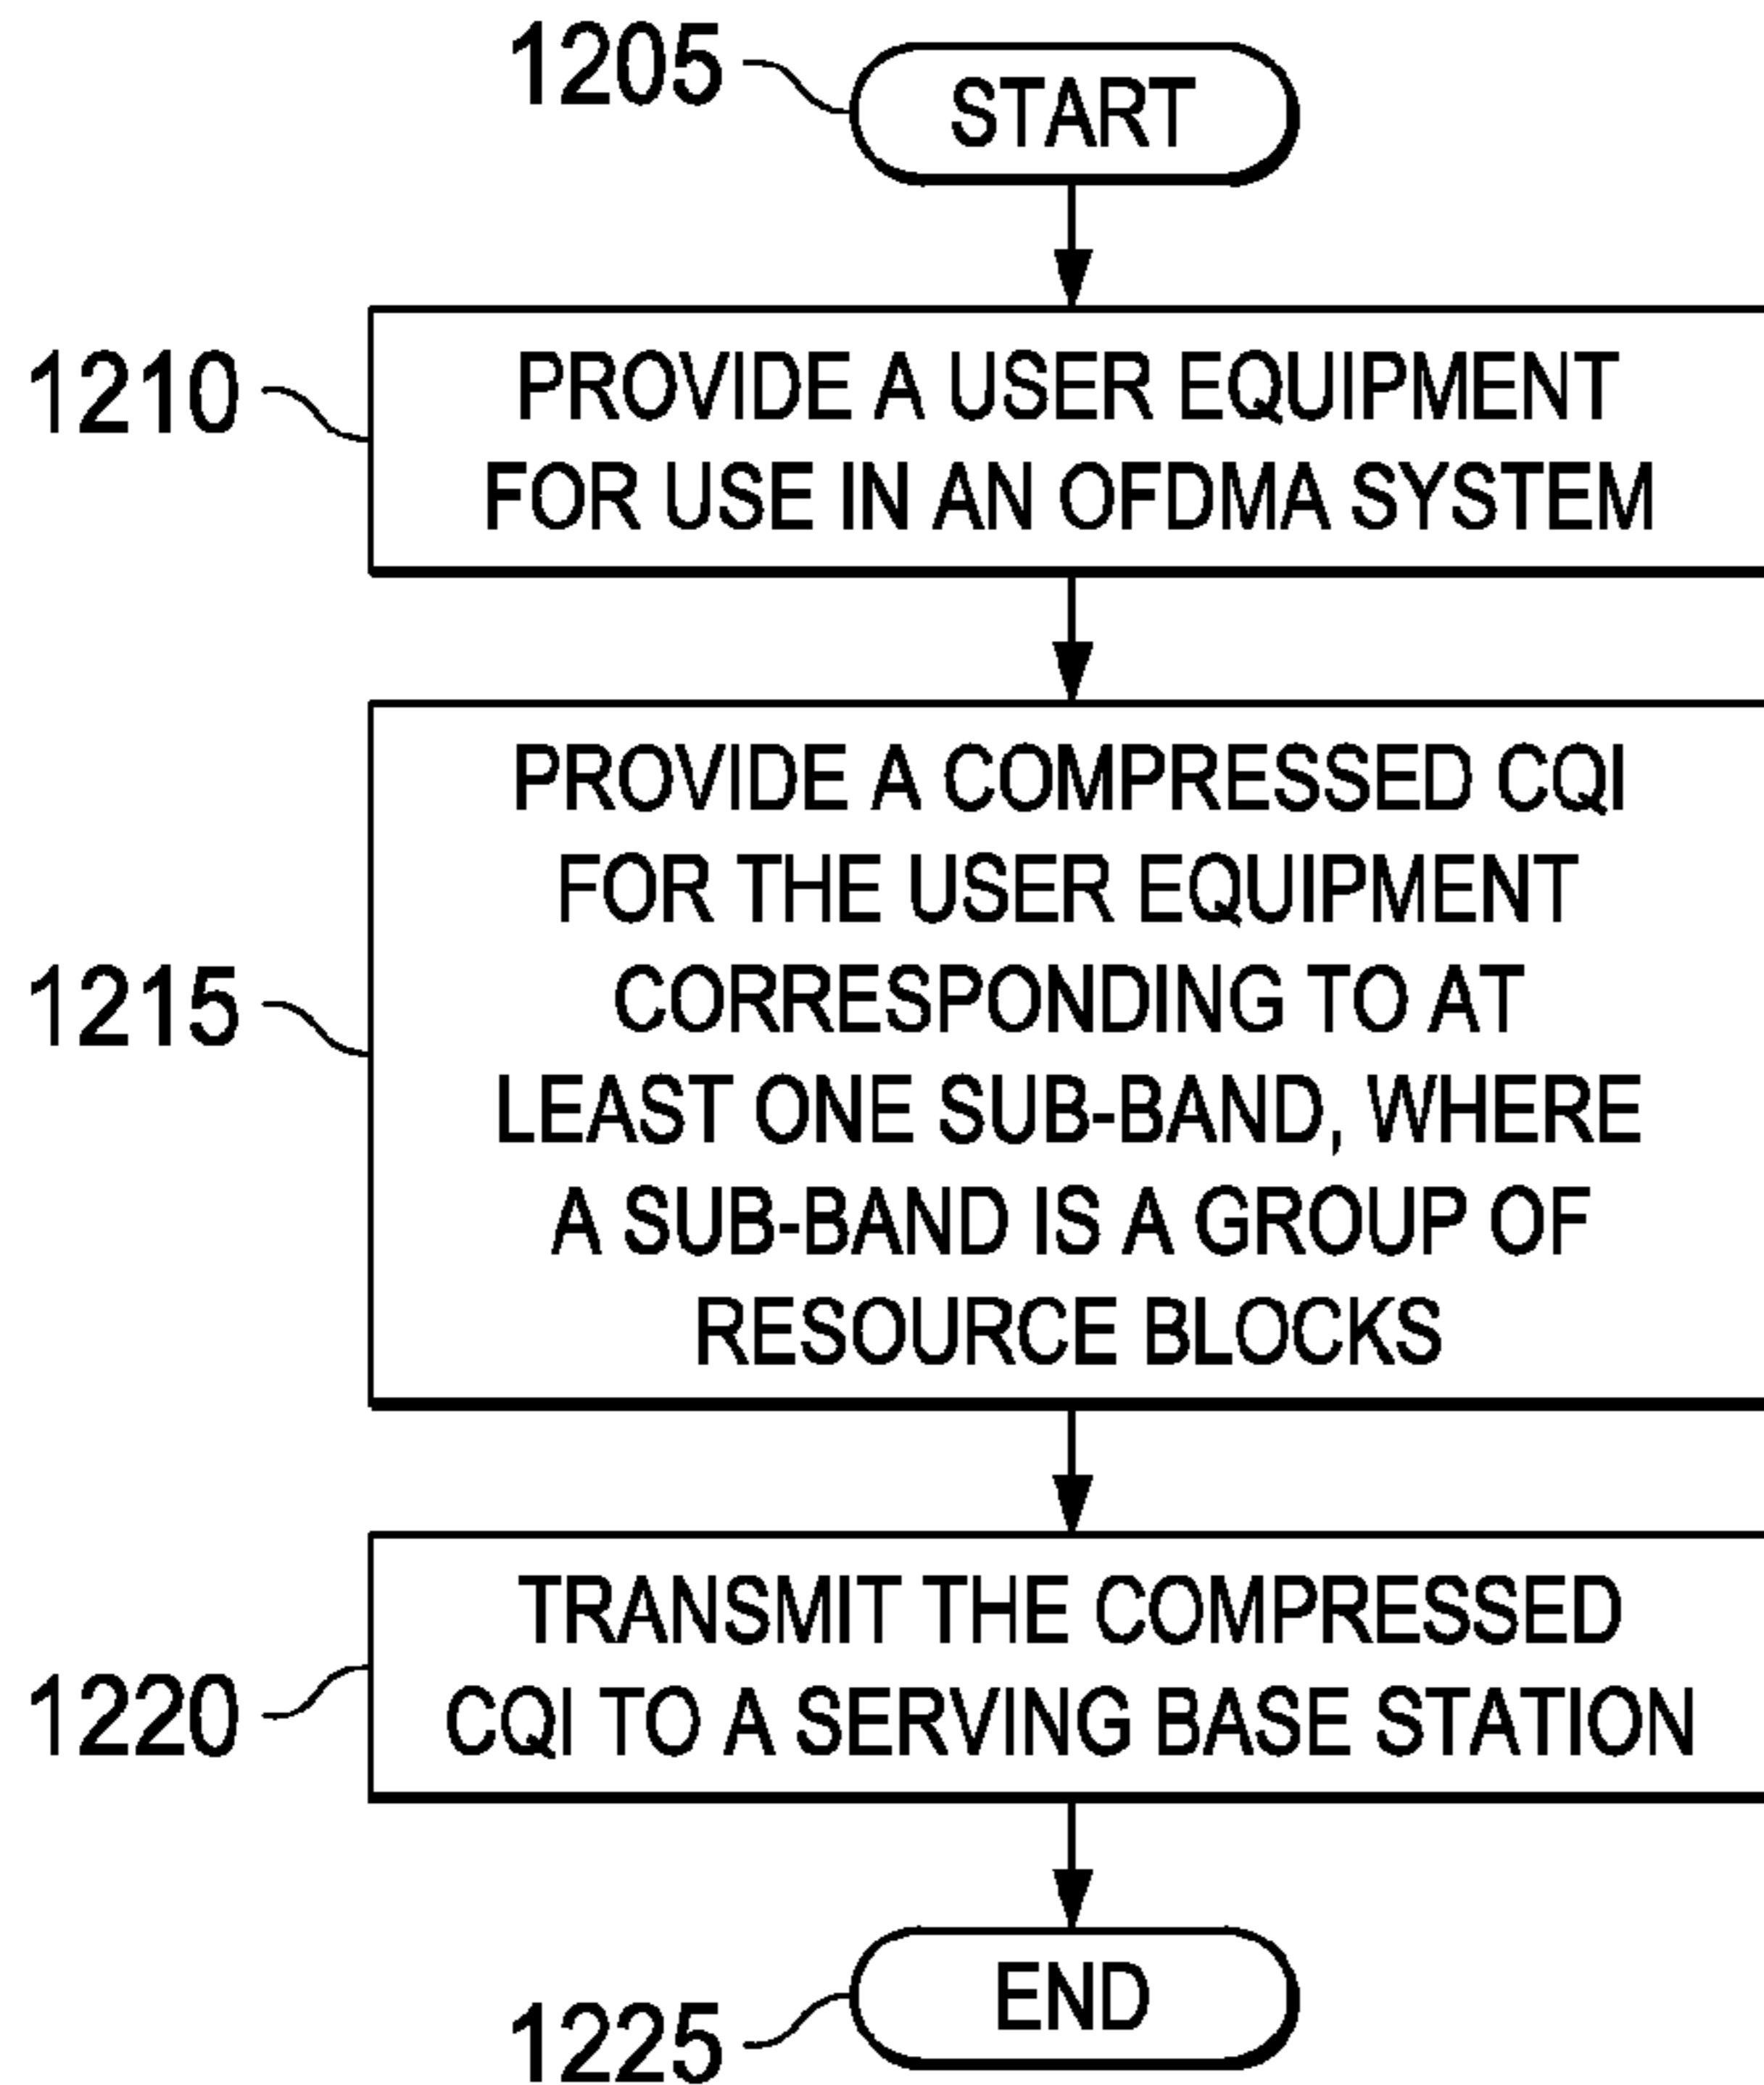 1205
START
1210
PROVIDE A USER EQUIPMENT
FOR USE IN AN OFDMA SYSTEM
1215
PROVIDE A COMPRESSED CQI
FOR THE USER EQUIPMENT
CORRESPONDING TO AT
LEAST ONE SUB-BAND, WHERE
A SUB-BAND IS A GROUP OF
RESOURCE BLOCKS
1220
TRANSMIT THE COMPRESSED
CQI TO A SERVING BASE STATION
1225
END